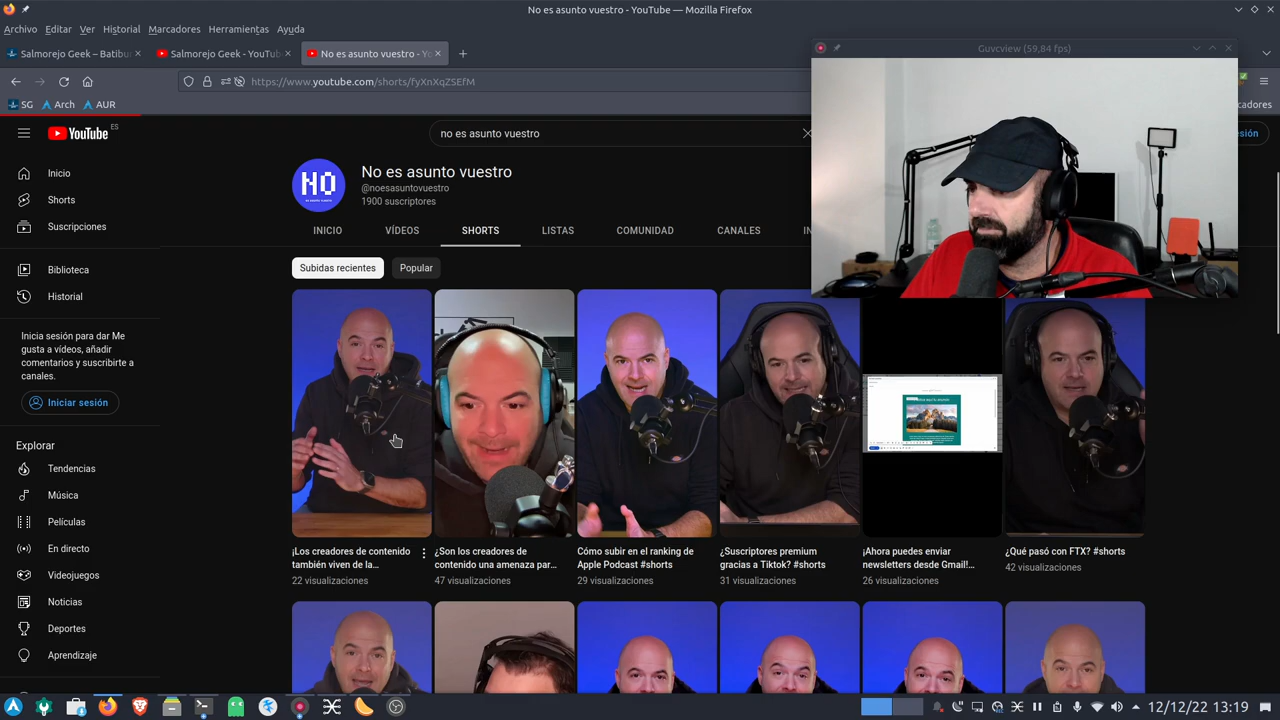 No es asunto vuestro - YouTube — Mozilla Firefox
Archivo Editar Ver Historial Marcadores Herramientas Ayuda
Guvcview (59,84 fps)
Salmorejo Geek – Batibur
Salmorejo Geek - YouTub
No es asunto vuestro - Yo
https://www.youtube.com/shorts/fyXnXqZSEfM
SG Arch AUR
cadores
YouTube ES
no es asunto vuestro
sión
Inicio
Shorts
Suscripciones
Biblioteca
Historial
Inicia sesión para dar Me
gusta a vídeos, añadir
comentarios y suscribirte a
canales.
Iniciar sesión
Explorar
Tendencias
Música
Películas
En directo
Videojuegos
Noticias
Deportes
Aprendizaje
NO
No es asunto vuestro
@noesasuntovuestro
1900 suscriptores
INICIO VÍDEOS SHORTS LISTAS COMUNIDAD CANALES IN
Subidas recientes Popular
¡Los creadores de contenido
también viven de la…
22 visualizaciones
¿Son los creadores de
contenido una amenaza par…
47 visualizaciones
Cómo subir en el ranking de
Apple Podcast #shorts
29 visualizaciones
¿Suscriptores premium
gracias a Tiktok? #shorts
31 visualizaciones
¡Ahora puedes enviar
newsletters desde Gmail!…
26 visualizaciones
¿Qué pasó con FTX? #shorts
42 visualizaciones
12/12/22 13:19